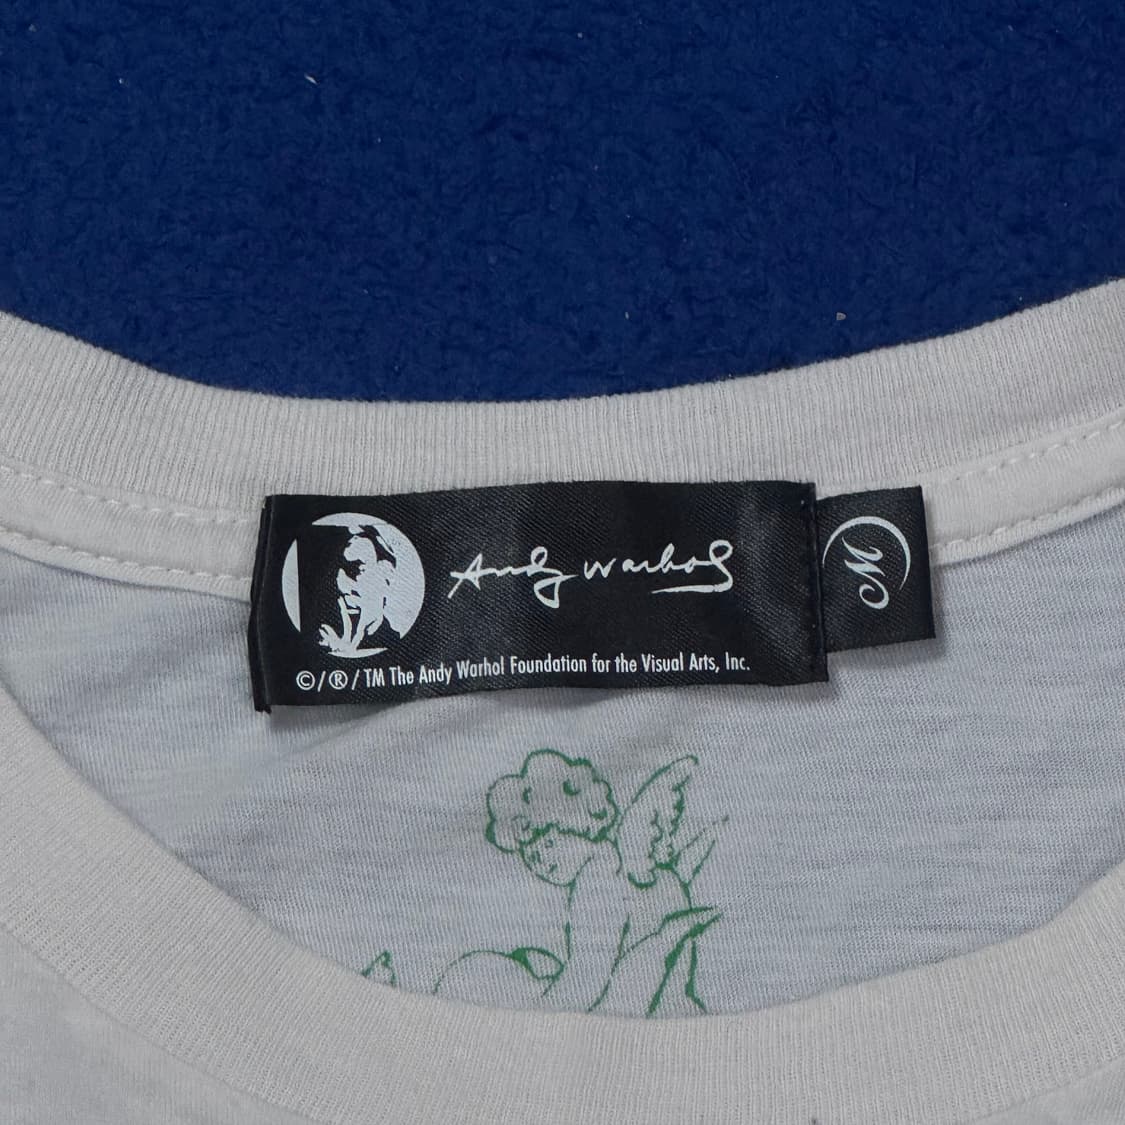 Andy Warhol
M
©/®/TM The Andy Warhol Foundation for the Visual Arts, Inc.